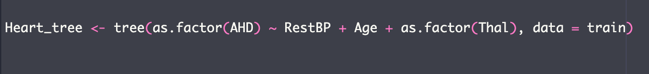 Heart_tree <- tree(as.factor(AHD) ~ RestBP + Age + as.factor(Thal), data = train)